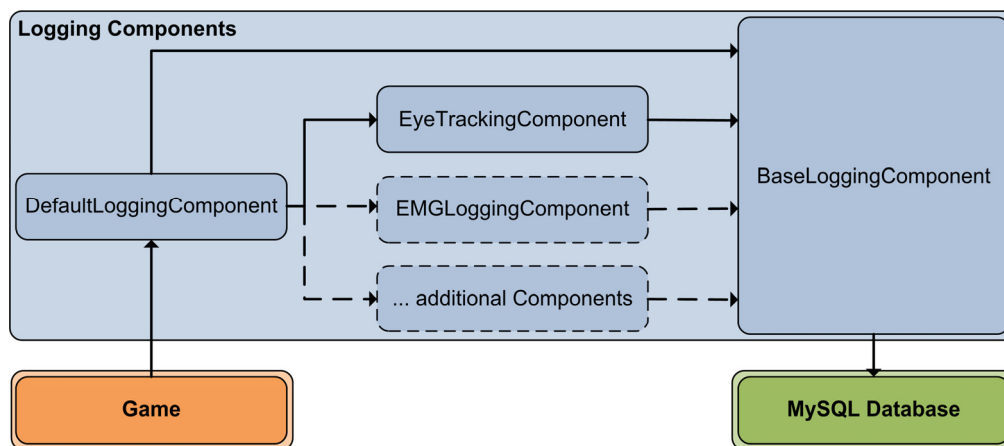 Logging Components
EyeTrackingComponent
BaseLoggingComponent
DefaultLoggingComponent
EMGLoggingComponent
... additional Components
Game
MySQL Database